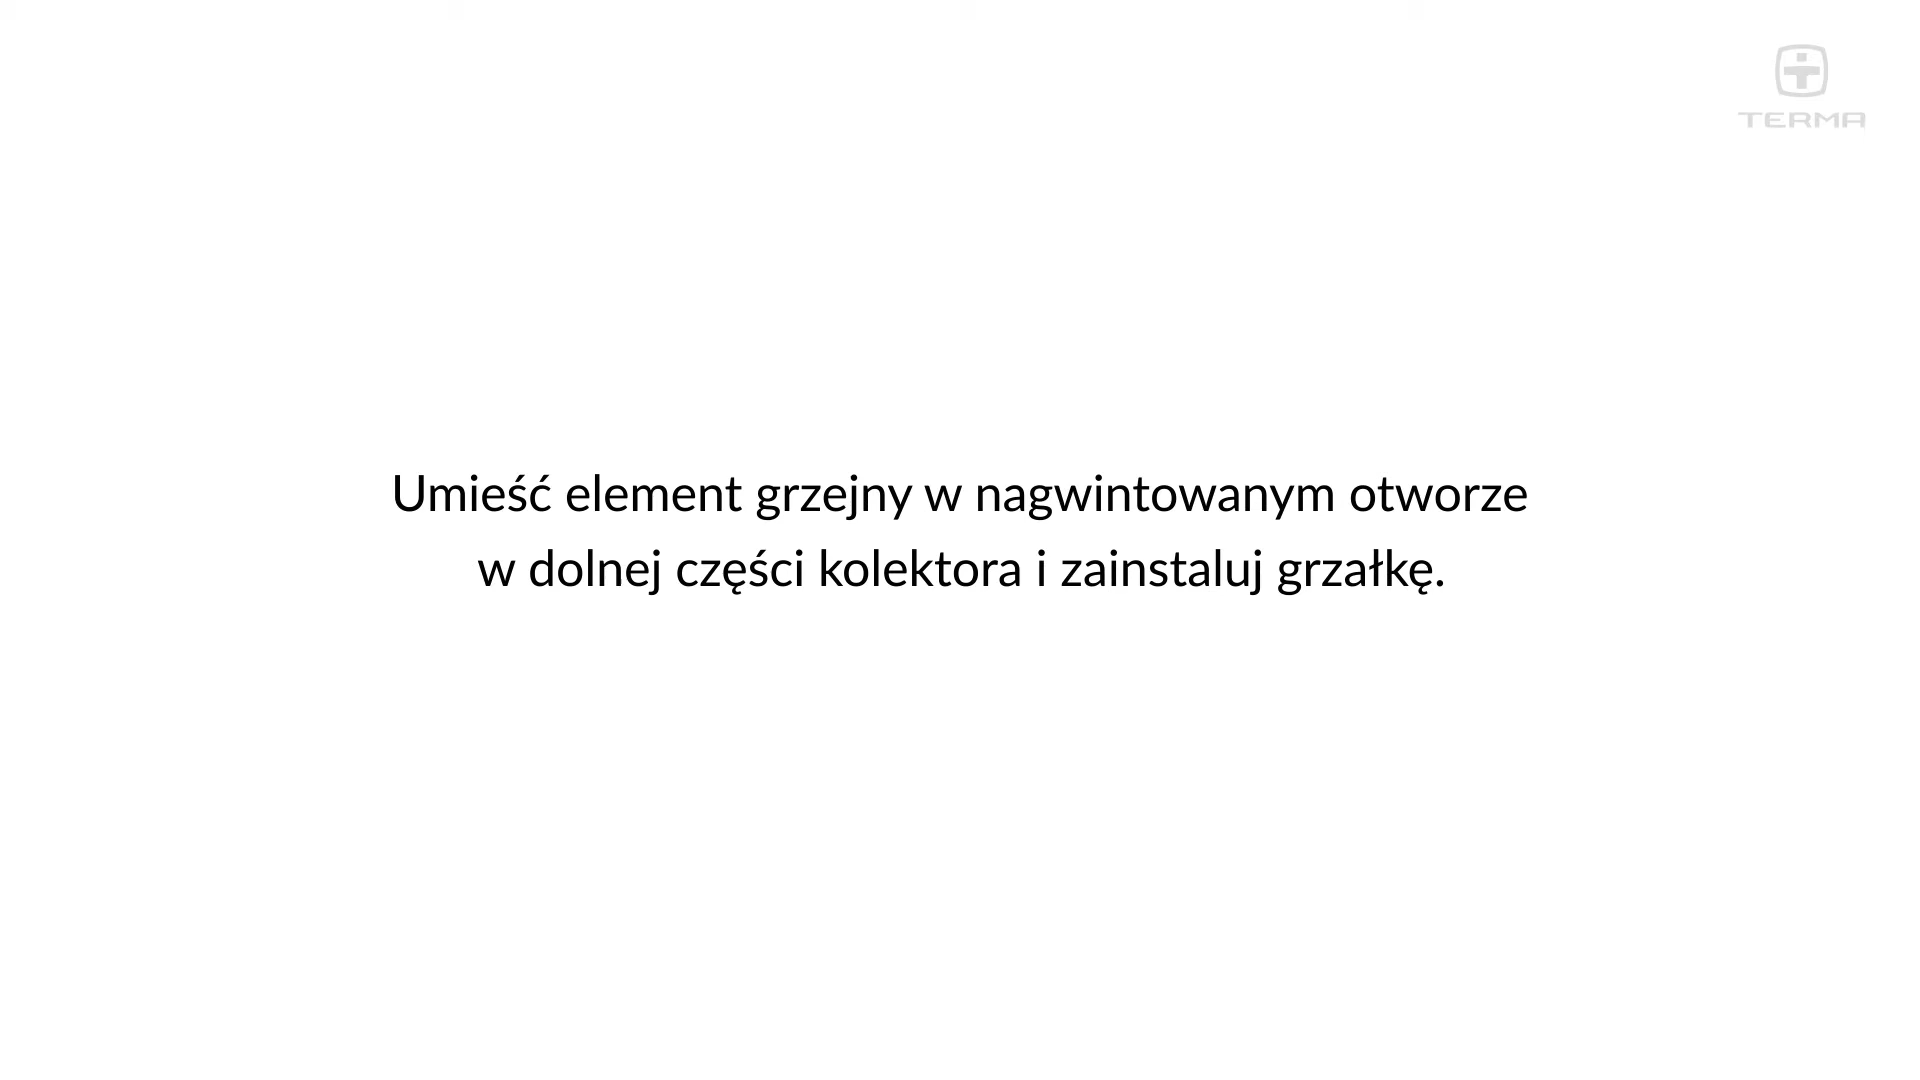 TERMA
Umieść element grzejny w nagwintowanym otworze
w dolnej części kolektora i zainstaluj grzałkę.